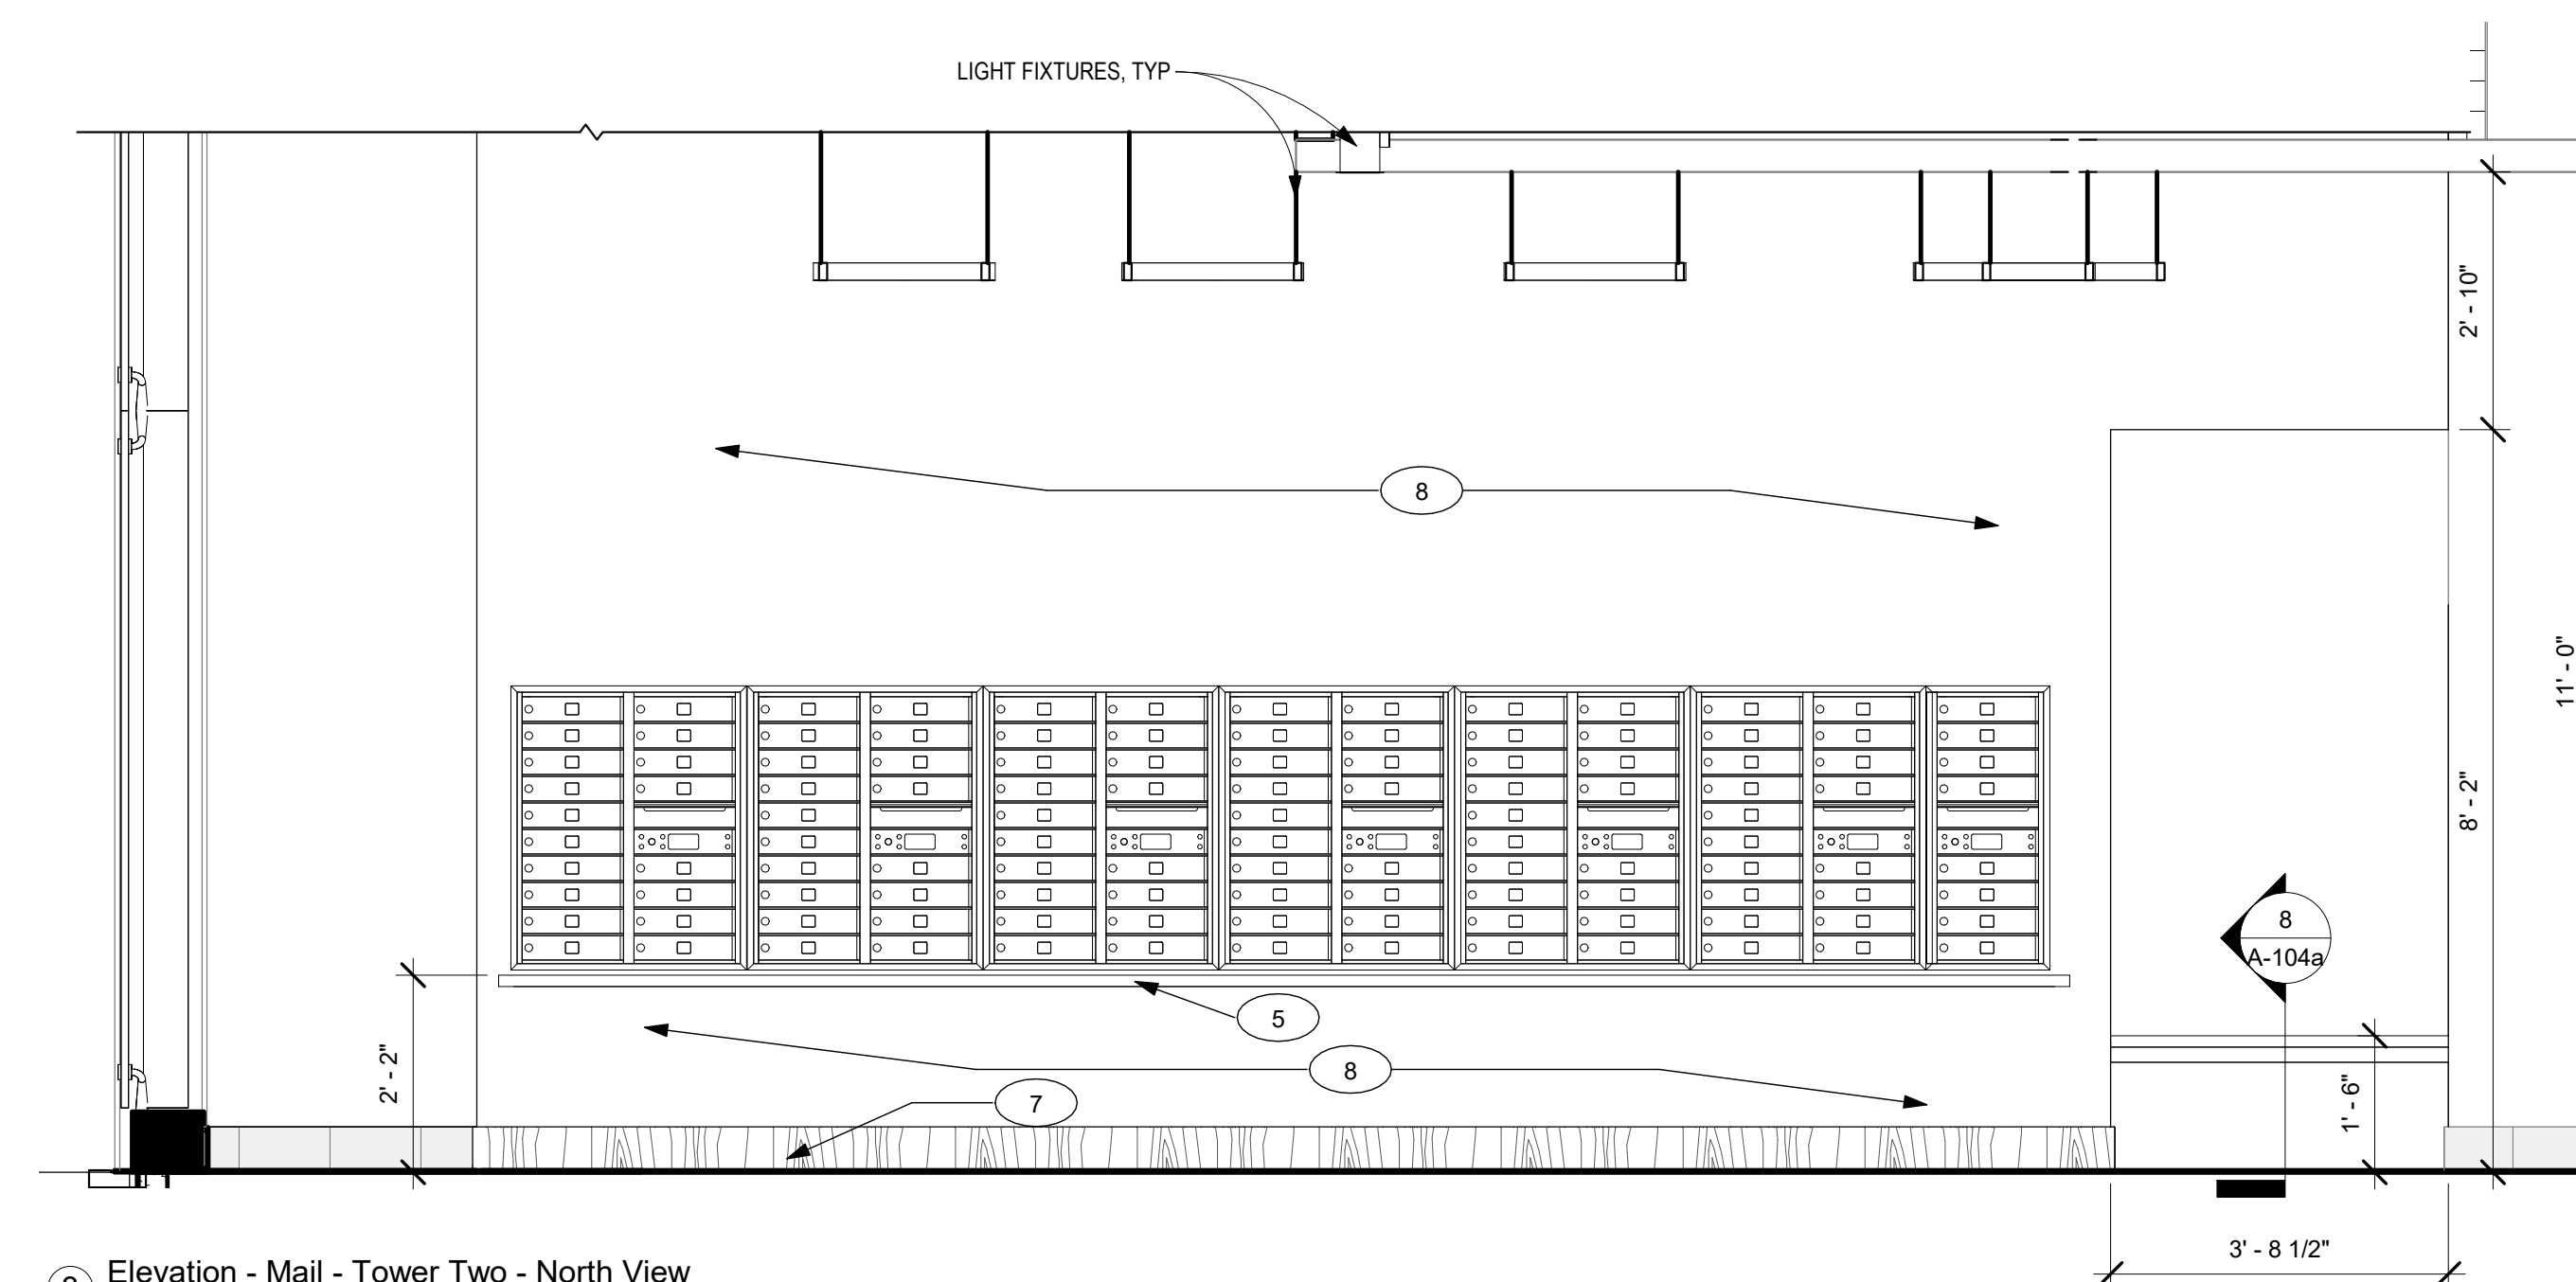 LIGHT FIXTURES, TYP
2' - 10"
8
11' - 0"
8' - 2"
8
A-104a
5
2' - 2"
8
1' - 6"
7
3' - 8 1/2"
Elevation - Mail - Tower Two - North View